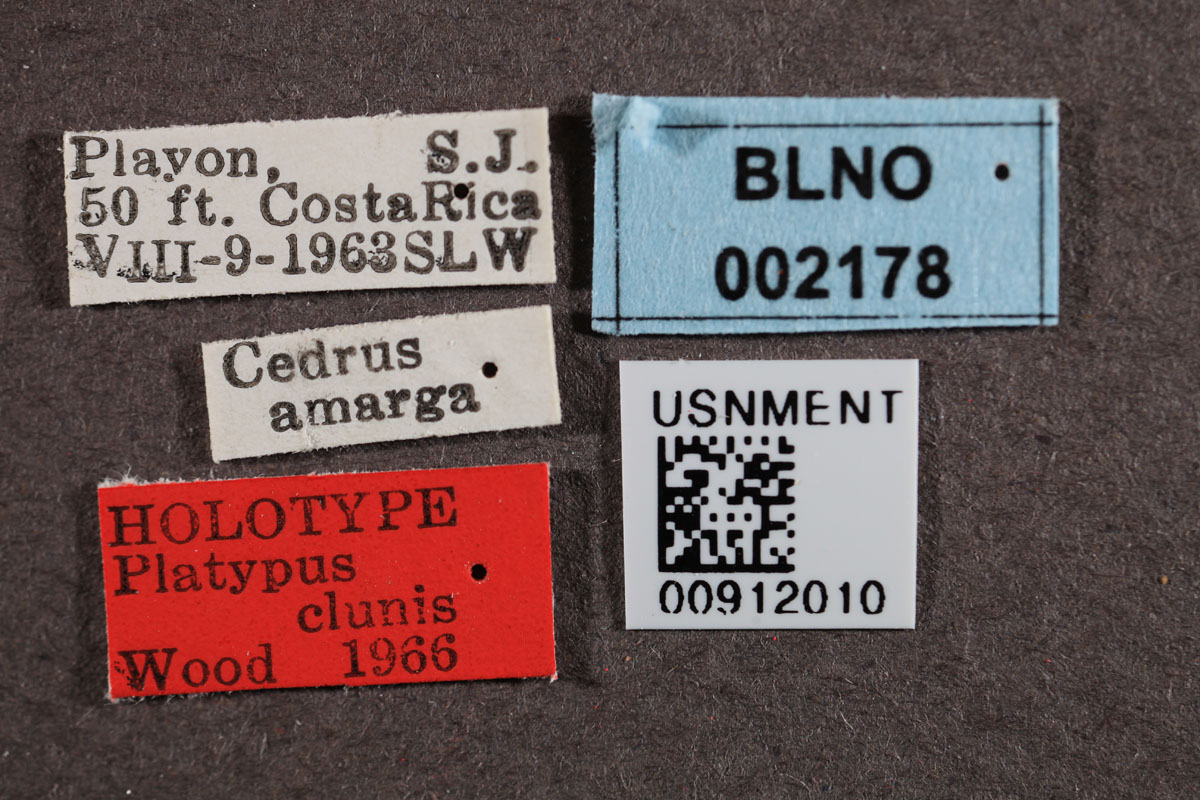 Playon, S.J.
50 ft. CostaRica
VIII-9-1963SLW
Cedrus
amarga
HOLOTYPE
Platypus
clunis
Wood 1966
BLNO
002178
USNMENT
00912010